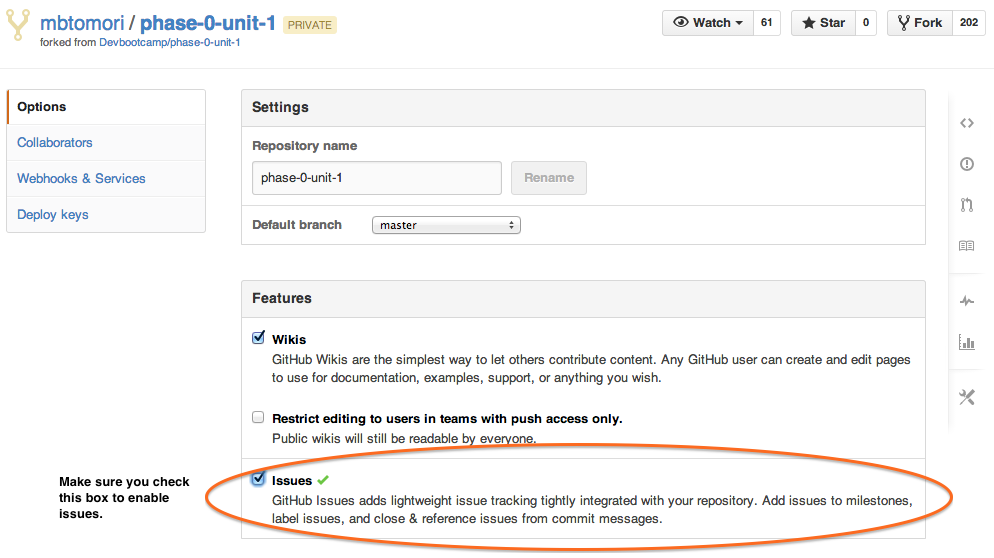 mbtomori / phase-0-unit-1 PRIVATE
forked from Devbootcamp/phase-0-unit-1
Watch 61
Star 0
Fork 202
Options
Collaborators
Webhooks & Services
Deploy keys
Settings
Repository name
phase-0-unit-1 Rename
Default branch master
Features
Wikis
GitHub Wikis are the simplest way to let others contribute content. Any GitHub user can create and edit pages
to use for documentation, examples, support, or anything you wish.
Restrict editing to users in teams with push access only.
Public wikis will still be readable by everyone.
Make sure you check
this box to enable
issues.
Issues
GitHub Issues adds lightweight issue tracking tightly integrated with your repository. Add issues to milestones,
label issues, and close & reference issues from commit messages.